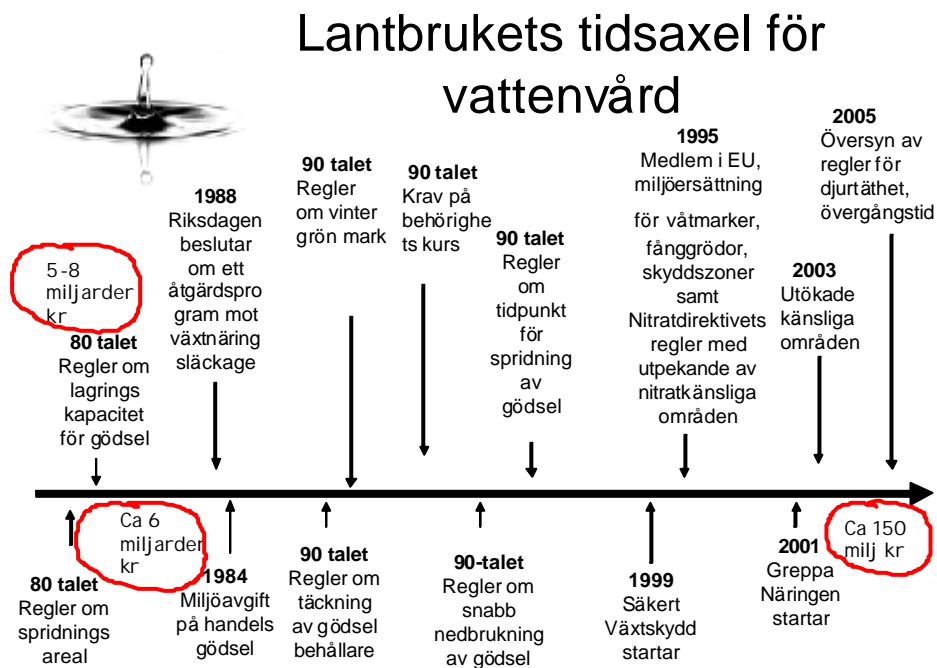 Lantbrukets tidsaxel för
vattenvård
5-8
miljarder
kr
80 talet
Regler om
lagrings
kapacitet
för gödsel
1988
Riksdagen
beslutar
om ett
åtgärdspro
gram mot
växtnäring
släckage
90 talet
Regler
om vinter
grön mark
90 talet
Krav på
behörighe
ts kurs
90 talet
Regler
om
tidpunkt
för
spridning
av
gödsel
1995
Medlem i EU,
miljöersättning
för våtmarker,
fånggrödor,
skyddszoner
samt
Nitratdirektivets
regler med
utpekande av
nitratkänsliga
områden
2003
Utökade
känsliga
områden
2005
Översyn av
regler för
djurtäthet,
övergångstid
80 talet
Regler om
spridnings
areal
Ca 6
miljarder
kr
1984
Miljöavgift
på handels
gödsel
90 talet
Regler om
täckning
av gödsel
behållare
90-talet
Regler om
snabb
nedbrukning
av gödsel
1999
Säkert
Växtskydd
startar
2001
Greppa
Näringen
startar
Ca 150
milj kr